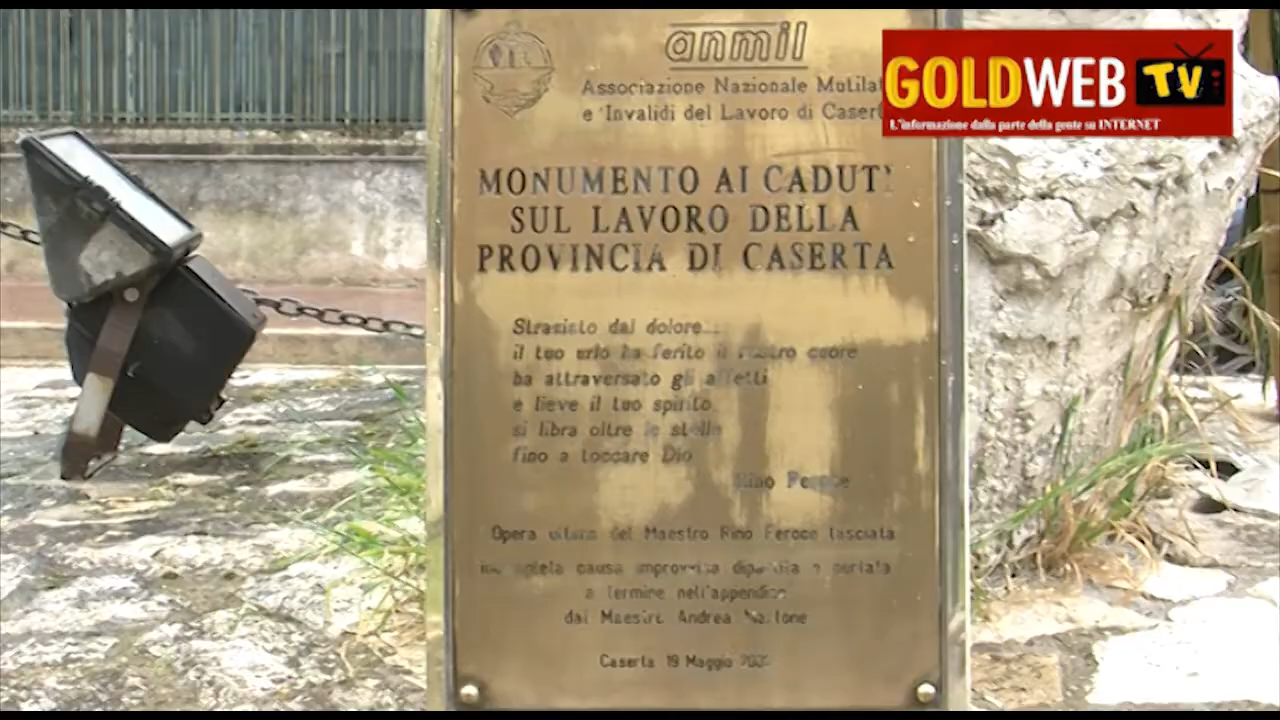 anmil
Associazione Nazionale Mutilat
e Invalidi del Lavoro di Casert
GOLDWEB TV
L'informazione dalla parte della gente su INTERNET
MONUMENTO AI CADUTI
SUL LAVORO DELLA
PROVINCIA DI CASERTA
Straziato dal dolore...
il tuo urlo ha ferito il nostro cuore
ha attraversato gli affetti
e lieve il tuo spirito
si libra oltre le stelle
fino a toccare Dio
Rino Feroce
Opera ultima del Maestro Rino Feroce lasciata
causa improvvisa dipartita e portata
a termine nell'appendice
dal Maestro Andrea
Caserta 19 Maggio